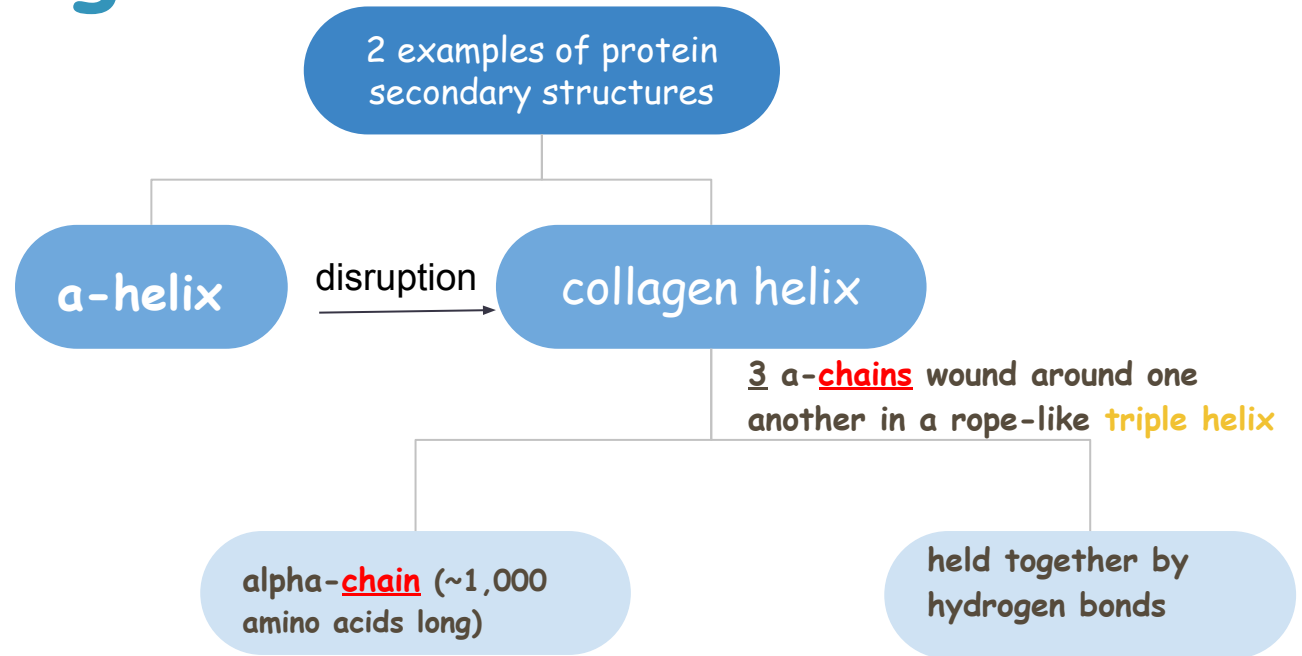 2 examples of protein
secondary structures
a-helix
disruption
collagen helix
3 a-chains wound around one
another in a rope-like triple helix
alpha-chain (~1,000
amino acids long)
held together by
hydrogen bonds